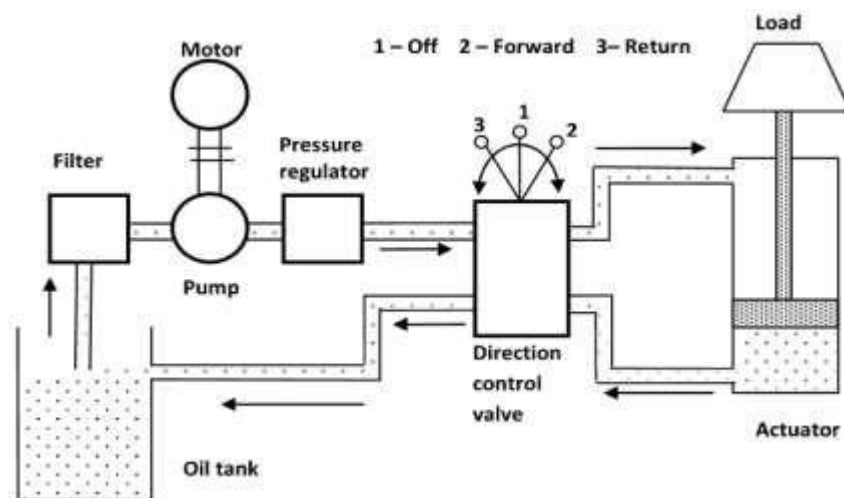 Load
Motor
1 – Off 2 – Forward 3– Return
1
3
2
Pressure
regulator
Filter
Pump
Direction
control
valve
Actuator
Oil tank